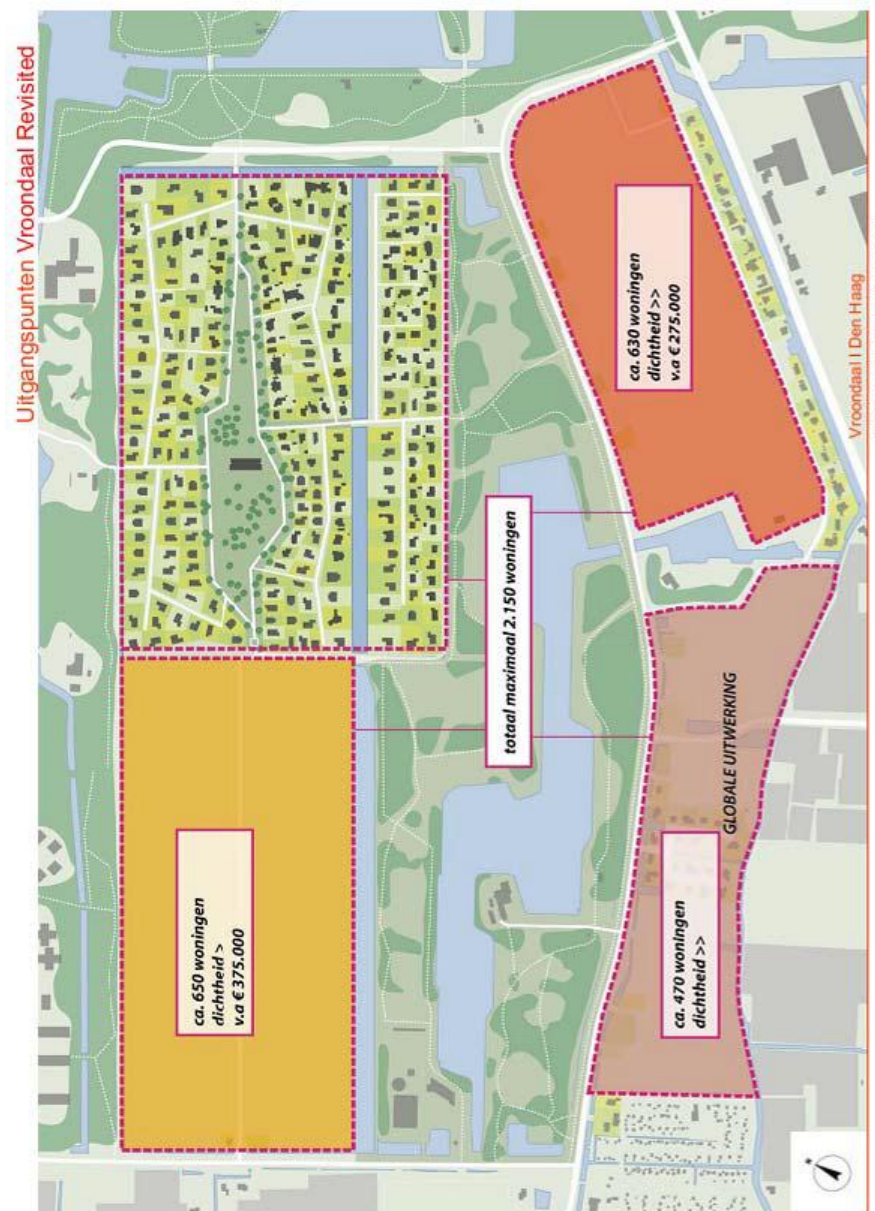 Uitgangspunten Vroondaal Revisited
ca. 650 woningen
dichtheid >
v.a € 375.000
totaal maximaal 2.150 woningen
ca. 470 woningen
dichtheid >>
GLOBALE UITWERKING
ca. 630 woningen
dichtheid >>
v.a € 275.000
Vroondaal I Den Haag